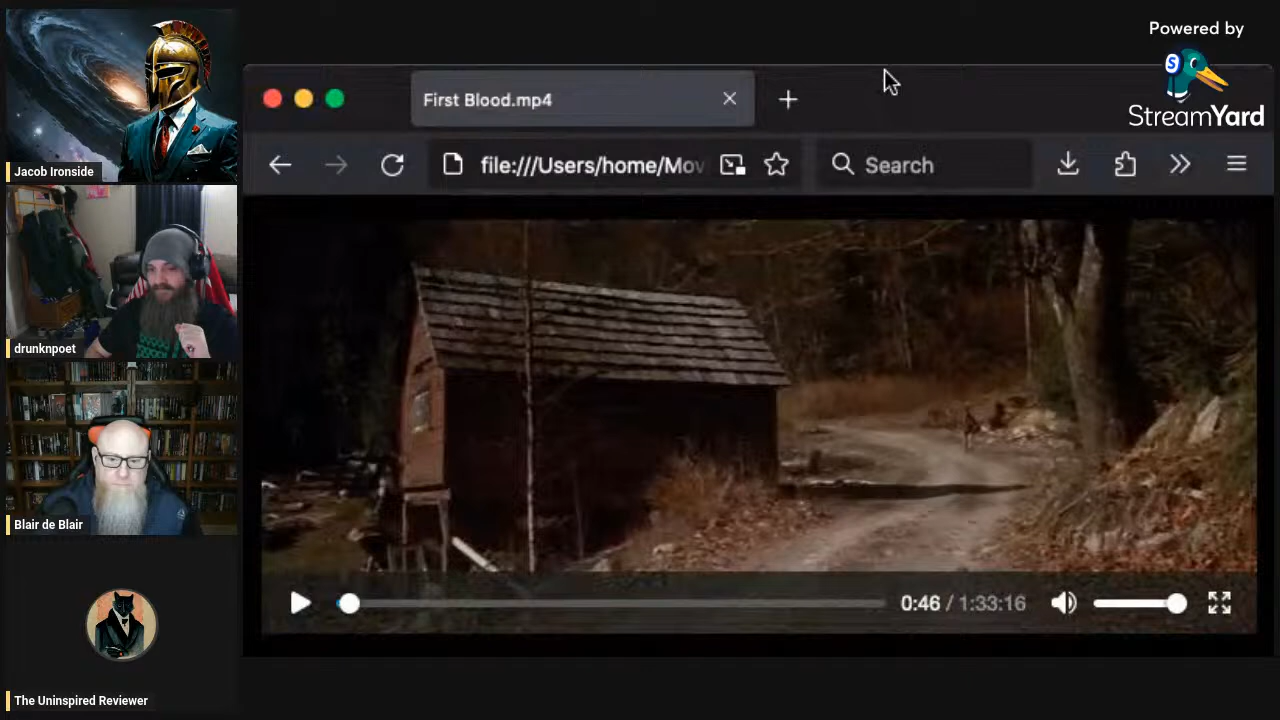 Powered by
StreamYard
First Blood.mp4
file:///Users/home/Mov
Search
Jacob Ironside
drunknpoet
Blair de Blair
0:46 / 1:33:16
The Uninspired Reviewer